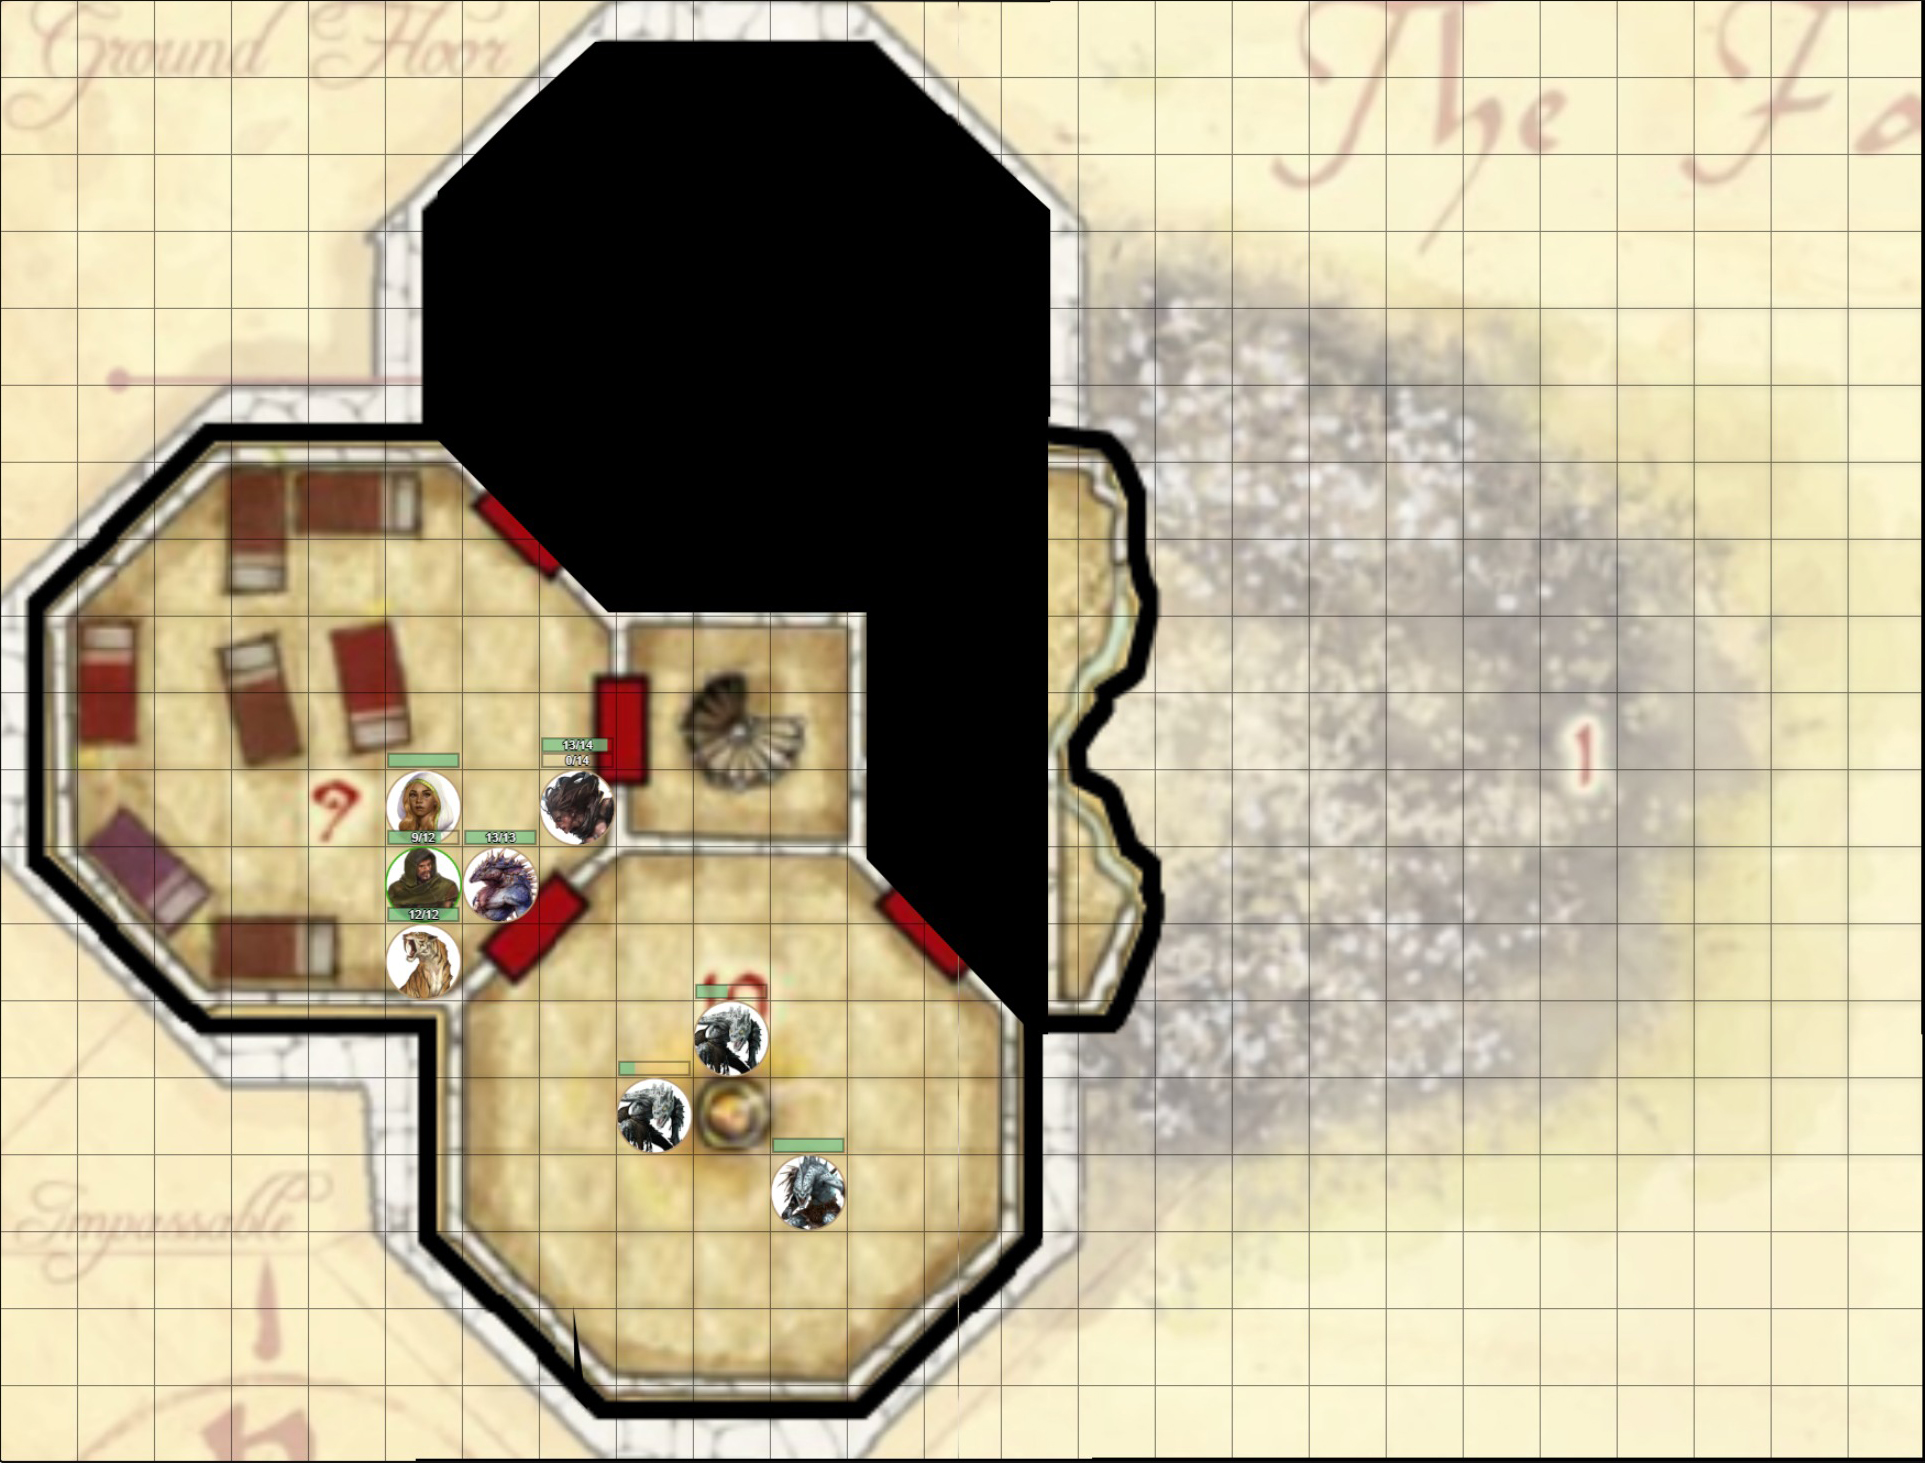 Ground Floor
The Fo
1
13/14
0/14
9/12
13/13
12/12
Impassable
n